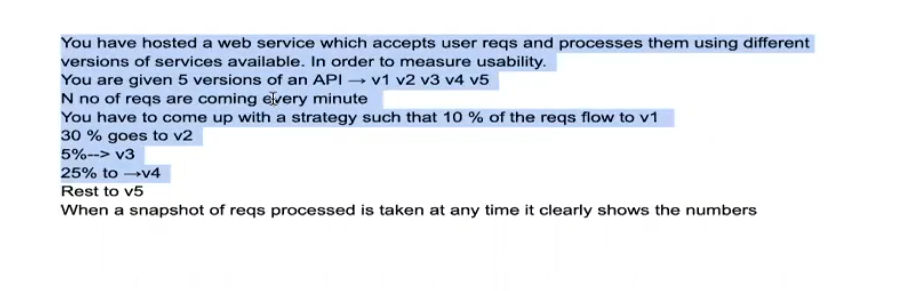 You have hosted a web service which accepts user reqs and processes them using different
versions of services available. In order to measure usability.
You are given 5 versions of an API → v1 v2 v3 v4 v5
N no of reqs are coming every minute
You have to come up with a strategy such that 10 % of the reqs flow to v1
30 % goes to v2
5%--> v3
25% to →v4
Rest to v5
When a snapshot of reqs processed is taken at any time it clearly shows the numbers